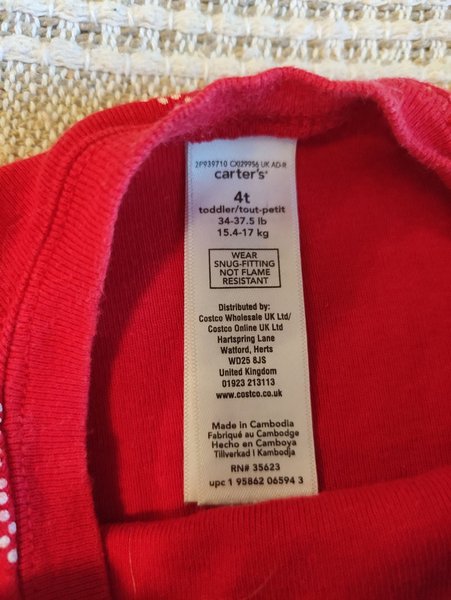 2P939710 CXI29956 UK AD-R
carter's
4t
toddler/tout-petit
34-37.5 lb
15.4-17 kg
WEAR
SNUG-FITTING
NOT FLAME
RESISTANT
Distributed by:
Costco Wholesale UK Ltd/
Costco Online UK Ltd
Hartspring Lane
Watford, Herts
WD25 8JS
United Kingdom
01923 213113
www.costco.co.uk
Made in Cambodia
Fabriqué au Cambodge
Hecho en Camboya
Tillverkad I Kambodja
RN# 35623
upc 1 95862 06594 3